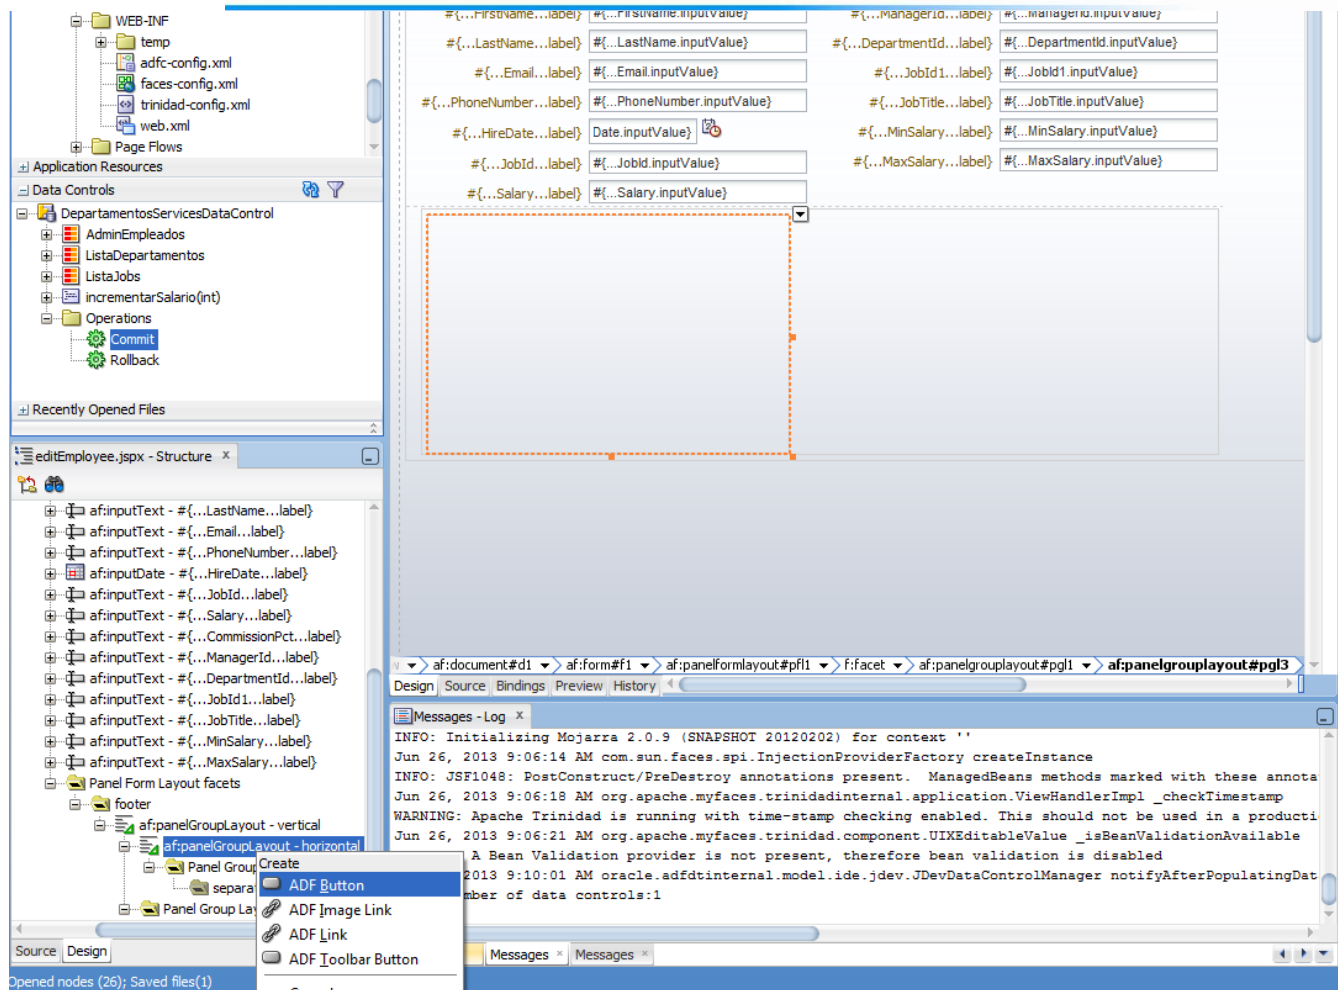 WEB-INF
temp
adfc-config.xml
faces-config.xml
trinidad-config.xml
web.xml
Page Flows
Application Resources
Data Controls
DepartamentosServicesDataControl
AdminEmpleados
ListaDepartamentos
ListaJobs
incrementarSalario(int)
Operations
Commit
Rollback
Recently Opened Files
#{...FirstName...label} #{...FirstName.inputValue} #{...ManagerId...label} #{...ManagerId.inputValue}
#{...LastName...label} #{...LastName.inputValue} #{...DepartmentId...label} #{...DepartmentId.inputValue}
#{...Email...label} #{...Email.inputValue} #{...JobId1...label} #{...JobId1.inputValue}
#{...PhoneNumber...label} #{...PhoneNumber.inputValue} #{...JobTitle...label} #{...JobTitle.inputValue}
#{...HireDate...label} Date.inputValue} #{...MinSalary...label} #{...MinSalary.inputValue}
#{...JobId...label} #{...JobId.inputValue} #{...MaxSalary...label} #{...MaxSalary.inputValue}
#{...Salary...label} #{...Salary.inputValue}
editEmployee.jspx - Structure x
af:inputText - #{...LastName...label}
af:inputText - #{...Email...label}
af:inputText - #{...PhoneNumber...label}
af:inputDate - #{...HireDate...label}
af:inputText - #{...JobId...label}
af:inputText - #{...Salary...label}
af:inputText - #{...CommissionPct...label}
af:inputText - #{...ManagerId...label}
af:inputText - #{...DepartmentId...label}
af:inputText - #{...JobId1...label}
af:inputText - #{...JobTitle...label}
af:inputText - #{...MinSalary...label}
af:inputText - #{...MaxSalary...label}
Panel Form Layout facets
footer
af:panelGroupLayout - vertical
af:panelGroupLayout - horizontal
Panel Group
separa
Panel Group La
Create
ADF Button
ADF Image Link
ADF Link
ADF Toolbar Button
Source Design
Opened nodes (26); Saved files(1)
af:document#d1 af:form#f1 af:panelformlayout#pfl1 f:facet af:panelgrouplayout#pgl1 af:panelgrouplayout#pgl3
Design Source Bindings Preview History
Messages - Log x
INFO: Initializing Mojarra 2.0.9 (SNAPSHOT 20120202) for context ''
Jun 26, 2013 9:06:14 AM com.sun.faces.spi.InjectionProviderFactory createInstance
INFO: JSF1048: PostConstruct/PreDestroy annotations present.  ManagedBeans methods marked with these annota
Jun 26, 2013 9:06:18 AM org.apache.myfaces.trinidadinternal.application.ViewHandlerImpl _checkTimestamp
WARNING: Apache Trinidad is running with time-stamp checking enabled. This should not be used in a producti
Jun 26, 2013 9:06:21 AM org.apache.myfaces.trinidad.component.UIXEditableValue _isBeanValidationAvailable
A Bean Validation provider is not present, therefore bean validation is disabled
2013 9:10:01 AM oracle.adfdtinternal.model.ide.jdev.JDevDataControlManager notifyAfterPopulatingDat
mber of data controls:1
Messages x Messages x